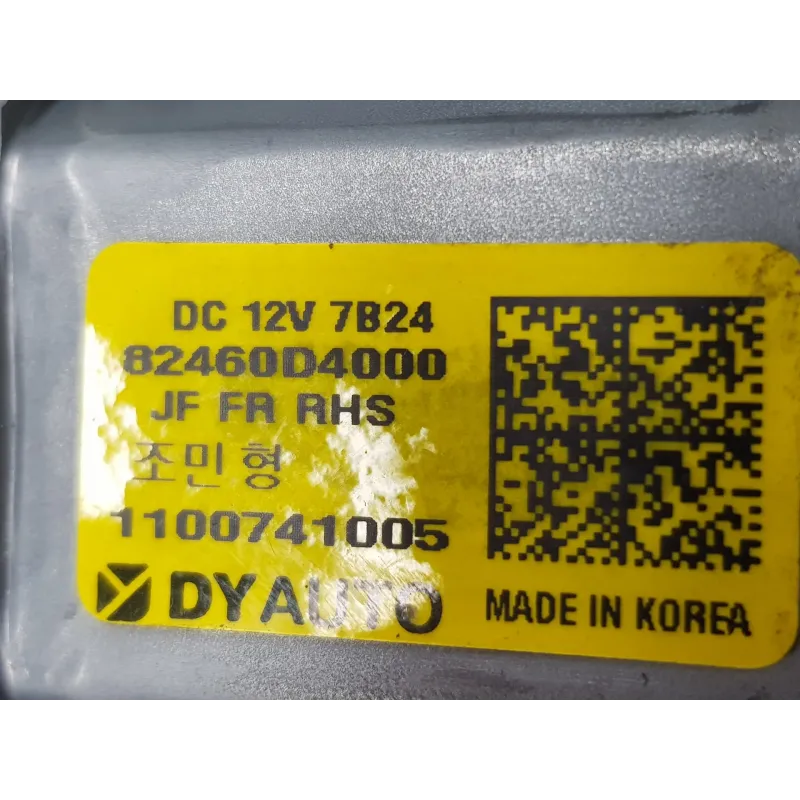 DC 12V 7B24
82460D4000
JF FR RHS
조민형
1100741005
DYAUTO
MADE IN KOREA